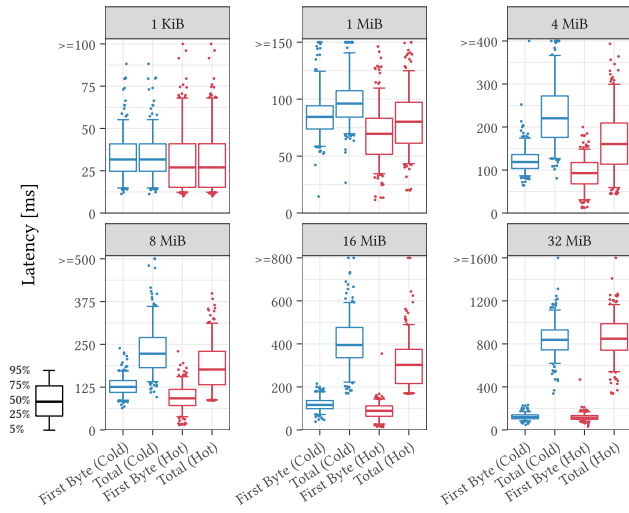 Latency [ms]
1 KiB
>=100
75
50
25
0
1 MiB
>=150
100
50
0
4 MiB
>=400
300
200
100
0
8 MiB
>=500
375
250
125
0
16 MiB
>=800
600
400
200
0
32 MiB
>=1600
1200
800
400
0
95%
75%
50%
25%
5%
First Byte (Cold)
Total (Cold)
First Byte (Hot)
Total (Hot)
First Byte (Cold)
Total (Cold)
First Byte (Hot)
Total (Hot)
First Byte (Cold)
Total (Cold)
First Byte (Hot)
Total (Hot)